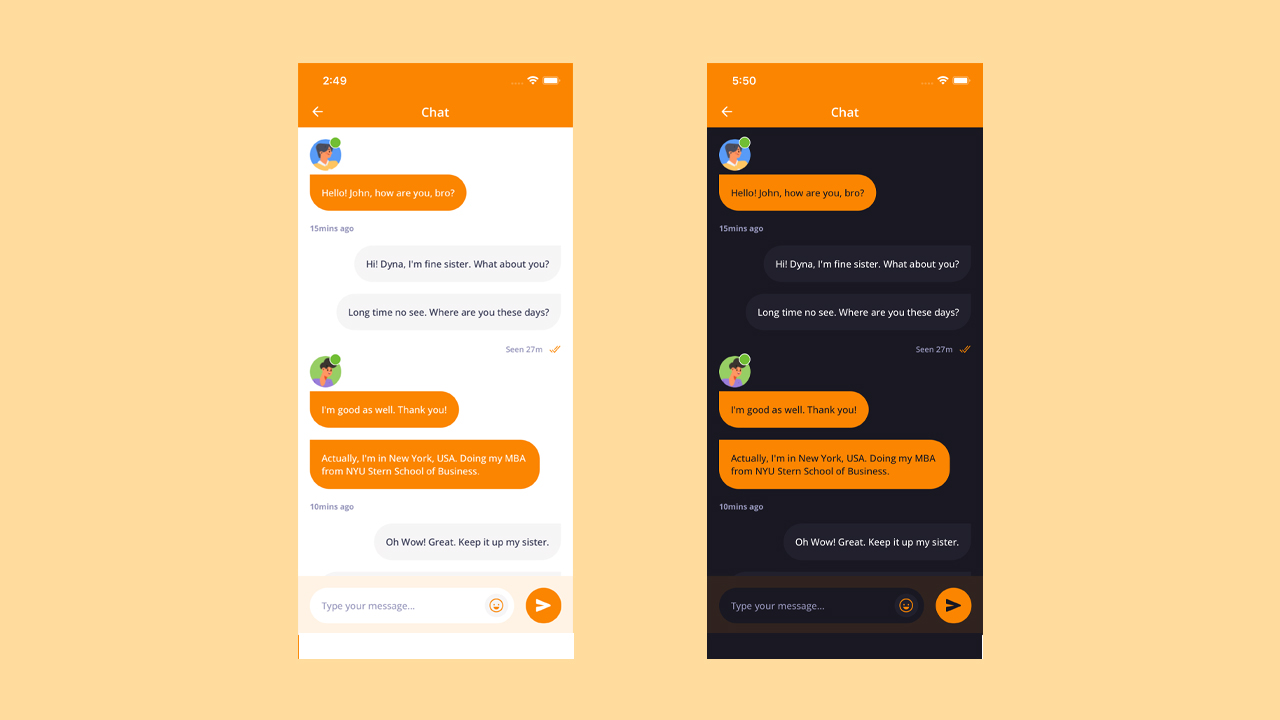 2:49
Chat
Hello! John, how are you, bro?
15mins ago
Hi! Dyna, I'm fine sister. What about you?
Long time no see. Where are you these days?
Seen 27m
I'm good as well. Thank you!
Actually, I'm in New York, USA. Doing my MBA
from NYU Stern School of Business.
10mins ago
Oh Wow! Great. Keep it up my sister.
Type your message...
5:50
Chat
Hello! John, how are you, bro?
15mins ago
Hi! Dyna, I'm fine sister. What about you?
Long time no see. Where are you these days?
Seen 27m
I'm good as well. Thank you!
Actually, I'm in New York, USA. Doing my MBA
from NYU Stern School of Business.
10mins ago
Oh Wow! Great. Keep it up my sister.
Type your message...